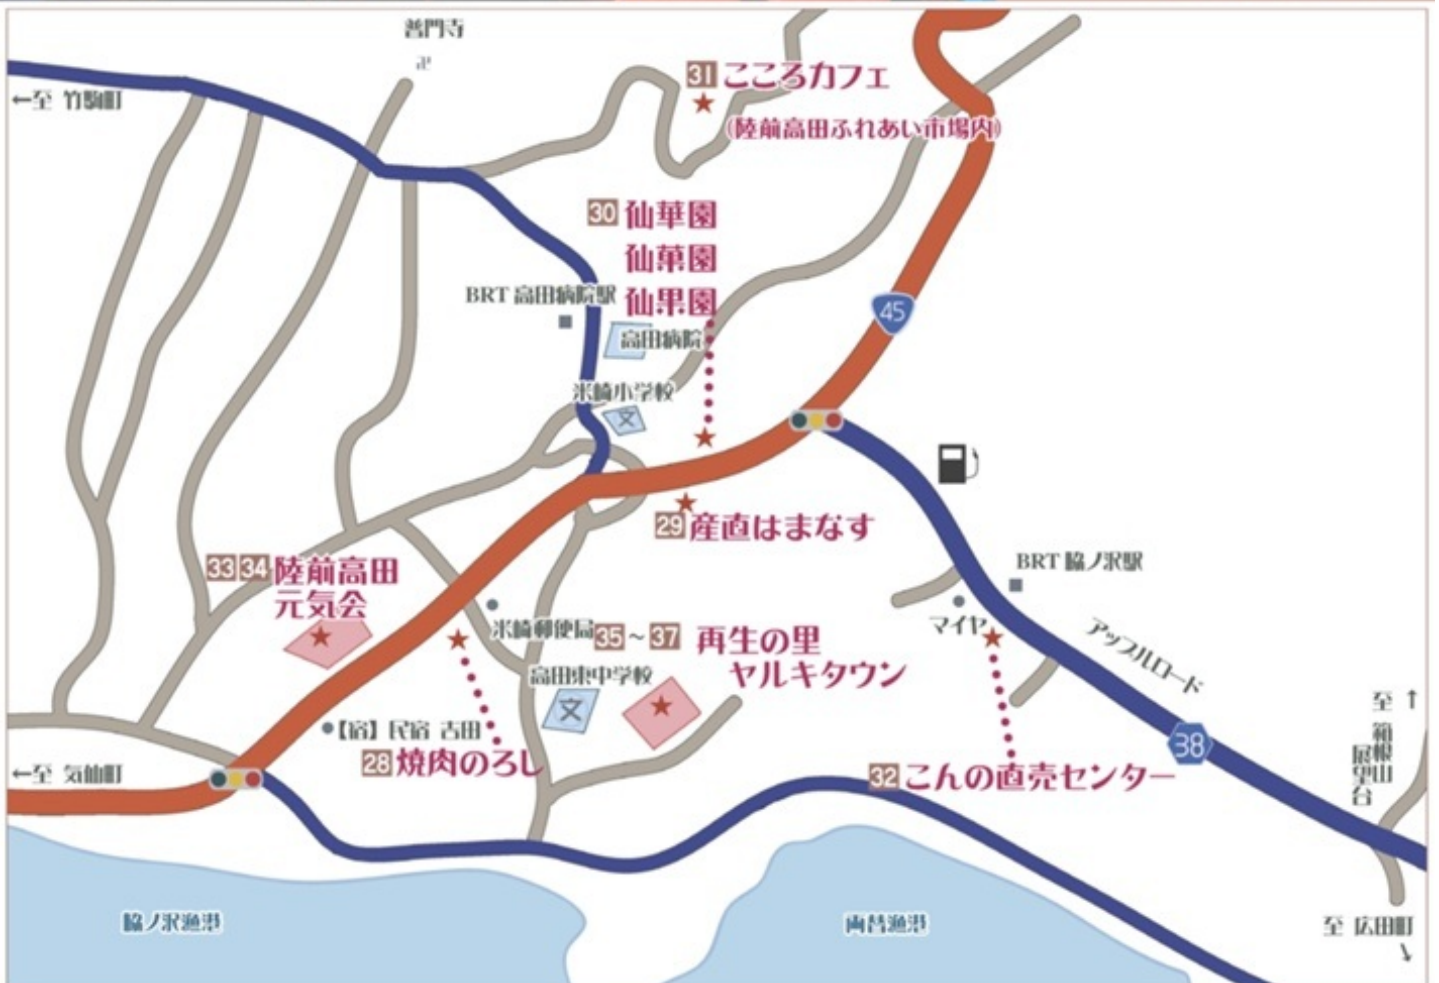 普門寺
卍
←至 竹駒町
31 こころカフェ
(陸前高田ふれあい市場内)
30 仙華園
仙菓園
仙果園
BRT 高田病院駅
高田病院
45
米崎小学校
文
29 産直はまなす
33 34 陸前高田
元気会
BRT 脇ノ沢駅
米崎郵便局
35～37 再生の里
ヤルキタウン
マイヤ
アップルロード
高田東中学校
文
【宿】民宿 吉田
28 焼肉のろし
←至 気仙町
32 こんの直売センター
38
至 箱根山
展望台
↑
脇ノ沢漁港
両替漁港
至 広田町
↘